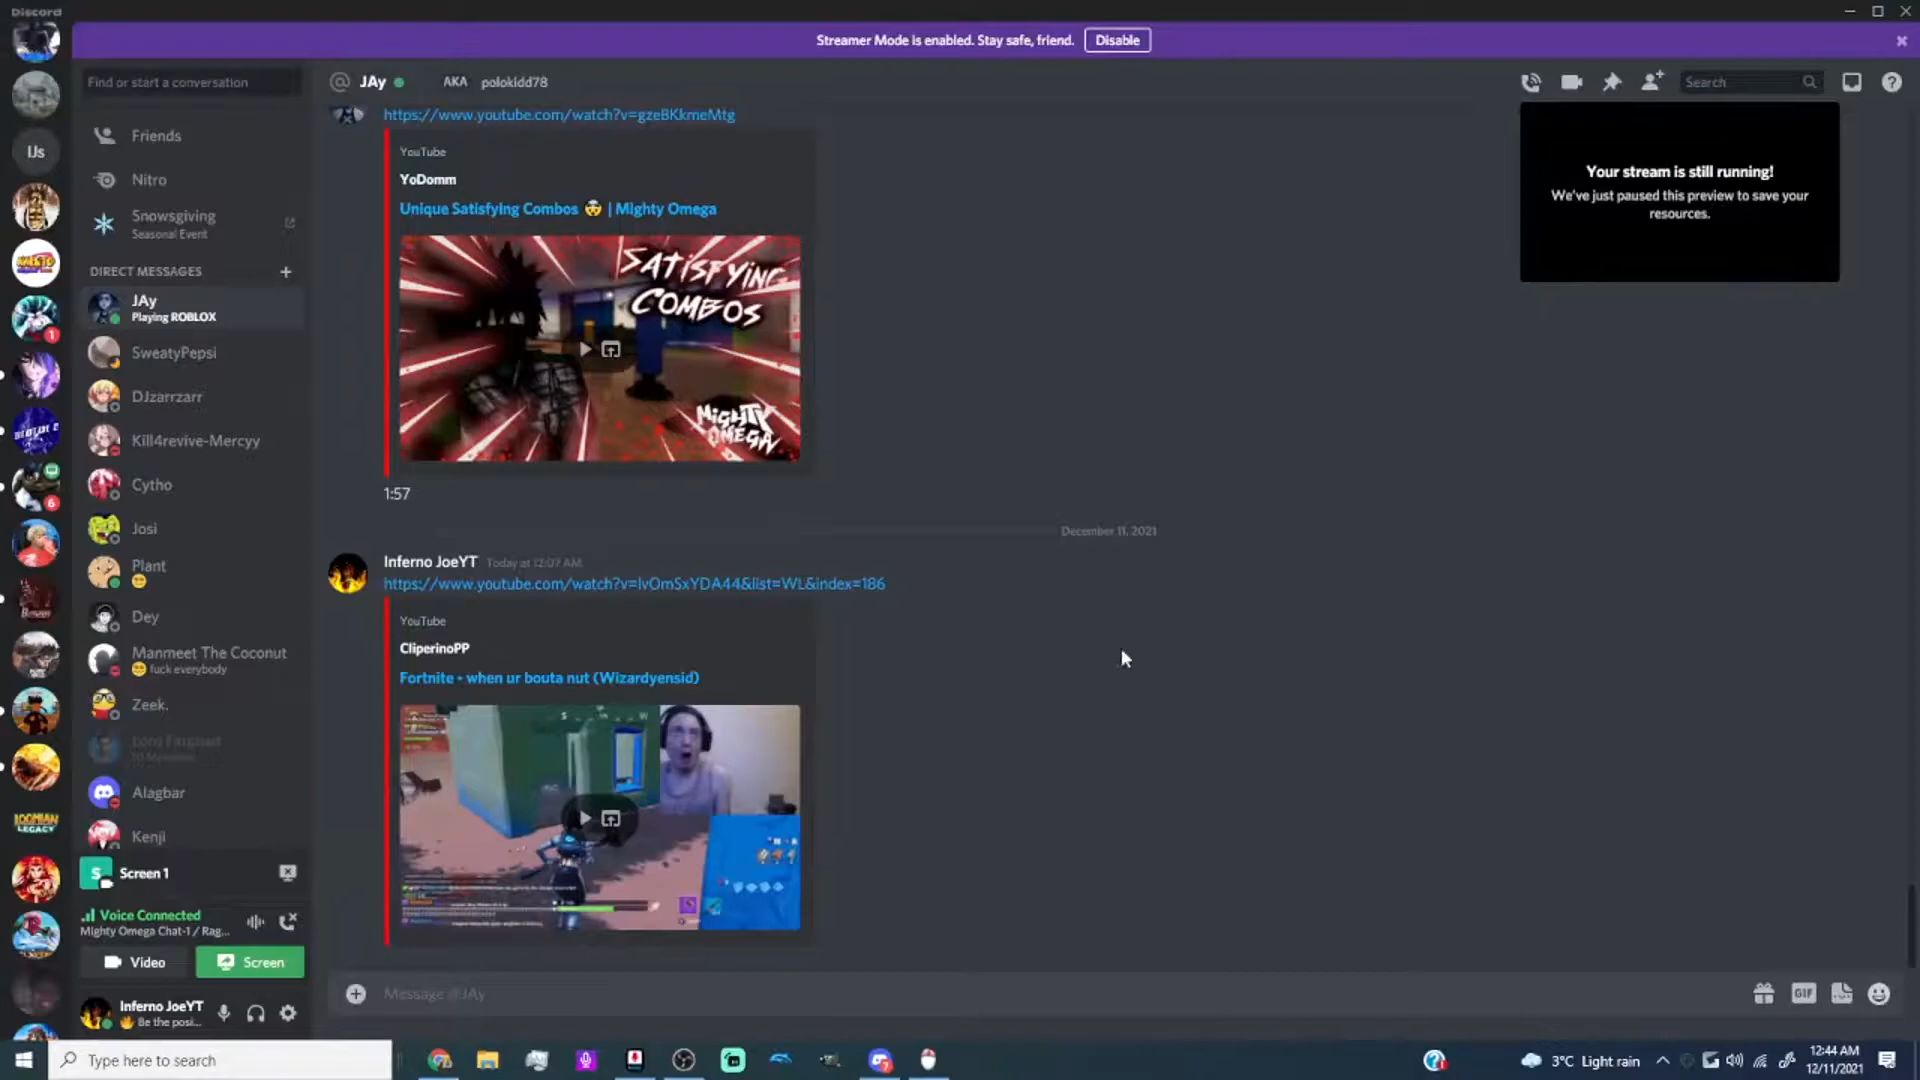 Discord
Streamer Mode is enabled. Stay safe, friend.
Disable
Find or start a conversation
JAy
AKA
polokidd78
Search
Friends
Nitro
Snowsgiving
Seasonal Event
DIRECT MESSAGES
JAy
Playing ROBLOX
SweatyPepsi
DJzarrzarr
Kill4revive-Mercyy
Cytho
Josi
Plant
Dey
Manmeet The Coconut
fuck everybody
Zeek.
Alagbar
Kenji
Screen 1
Voice Connected
Mighty Omega Chat-1 / Rag...
Video
Screen
Inferno JoeYT
Be the posi...
IJs
1
6
LOOMIAN
LEGACY
https://www.youtube.com/watch?v=gzeBKkmeMtg
YouTube
YoDomm
Unique Satisfying Combos 🤯 | Mighty Omega
SATISFYING
COMBOS
MIGHTY
OMEGA
1:57
December 11, 2021
Inferno JoeYT Today at 12:07 AM
https://www.youtube.com/watch?v=lvOmSxYDA44&list=WL&index=186
YouTube
CliperinoPP
Fortnite - when ur bouta nut (Wizardyensid)
Your stream is still running!
We've just paused this preview to save your
resources.
Message @JAy
GIF
Type here to search
3°C Light rain
12:44 AM
12/11/2021